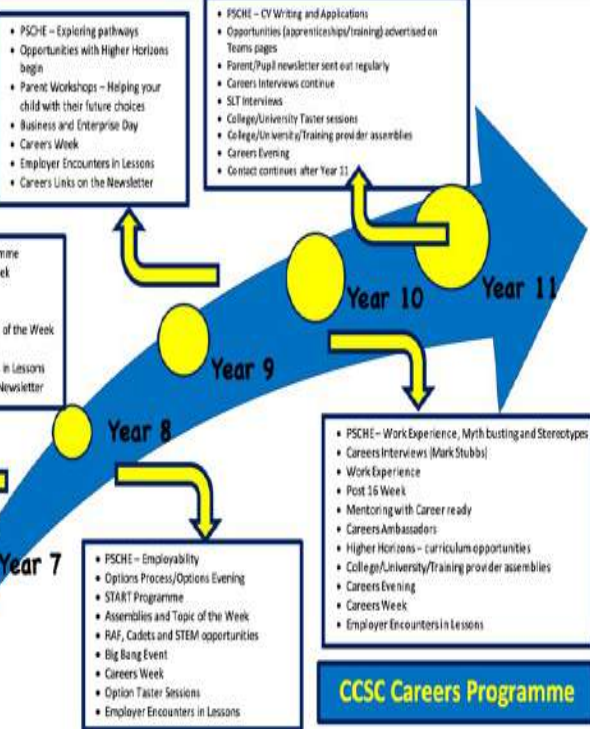 • PSCHE – Exploring pathways
• Opportunities with Higher Horizons
begin
• Parent Workshops – Helping your
child with their future choices
• Business and Enterprise Day
• Careers Week
• Employer Encounters in Lessons
• Careers Links on the Newsletter
• PSCHE – CV Writing and Applications
• Opportunities (apprenticeships/training) advertised on
Teams pages
• Parent/Pupil newsletter sent out regularly
• Careers Interviews continue
• SLT Interviews
• College/University Taster sessions
• College/University/Training provider assemblies
• Careers Evening
• Contact continues after Year 11
mme
ek
of the Week
in Lessons
Newsletter
Year 7
Year 8
Year 9
Year 10
Year 11
• PSCHE – Employability
• Options Process/Options Evening
• START Programme
• Assemblies and Topic of the Week
• RAF, Cadets and STEM opportunities
• Big Bang Event
• Careers Week
• Option Taster Sessions
• Employer Encounters in Lessons
• PSCHE – Work Experience, Myth busting and Stereotypes
• Careers Interviews (Mark Stubbs)
• Work Experience
• Post 16 Week
• Mentoring with Career ready
• Careers Ambassadors
• Higher Horizons – curriculum opportunities
• College/University/Training provider assemblies
• Careers Evening
• Careers Week
• Employer Encounters in Lessons
CCSC Careers Programme